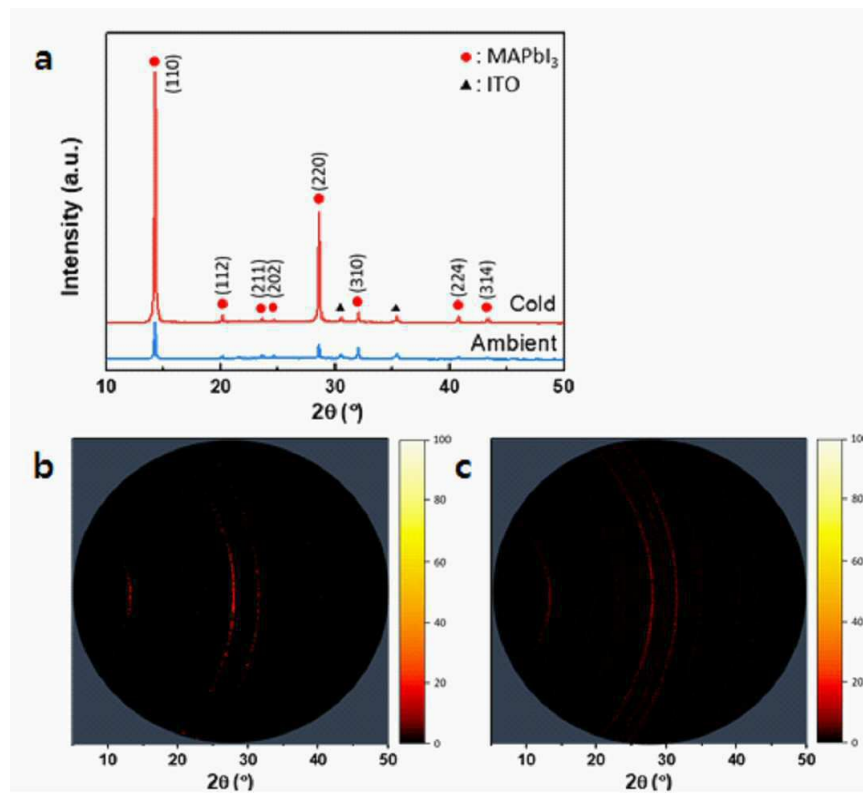 a
●: MAPbI₃
▲: ITO
(110)
(112)
(211)
(202)
(220)
(310)
(224)
(314)
Cold
Ambient
Intensity (a.u.)
10 20 30 40 50
2θ (°)
b
100
80
60
40
20
0
10 20 30 40 50
2θ (°)
c
100
80
60
40
20
0
10 20 30 40 50
2θ (°)